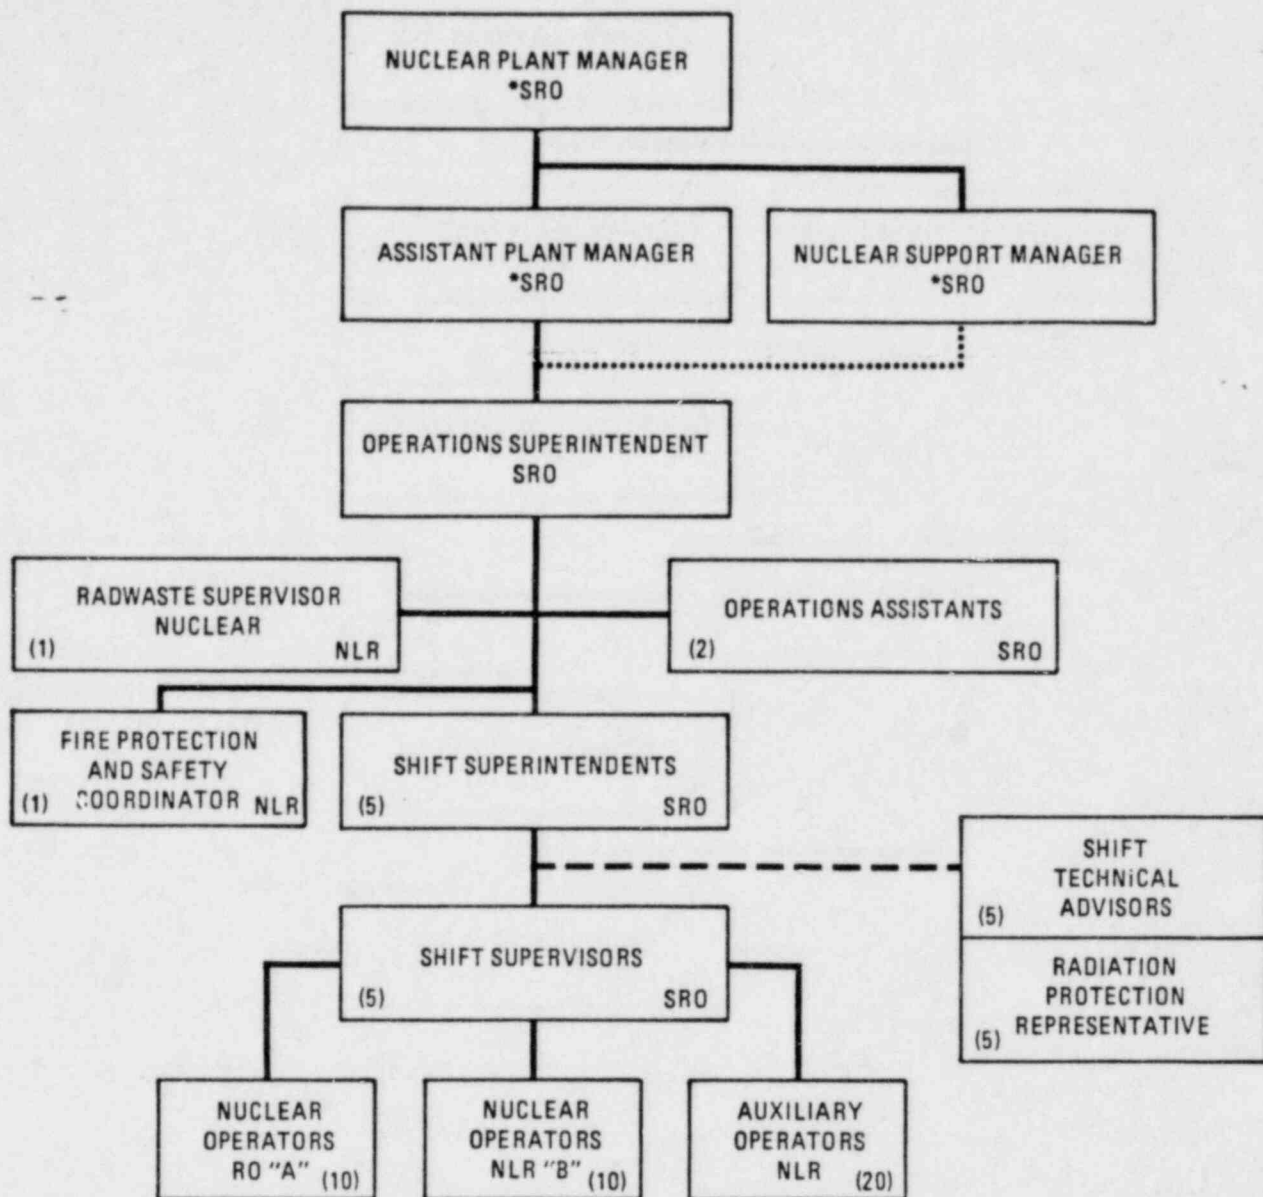 NUCLEAR PLANT MANAGER
*SRO
ASSISTANT PLANT MANAGER
*SRO
NUCLEAR SUPPORT MANAGER
*SRO
OPERATIONS SUPERINTENDENT
SRO
RADWASTE SUPERVISOR
NUCLEAR
(1) NLR
OPERATIONS ASSISTANTS
(2) SRO
FIRE PROTECTION
AND SAFETY
(1) COORDINATOR NLR
SHIFT SUPERINTENDENTS
(5) SRO
SHIFT
TECHNICAL
(5) ADVISORS
RADIATION
PROTECTION
(5) REPRESENTATIVE
SHIFT SUPERVISORS
(5) SRO
NUCLEAR
OPERATORS
RO "A" (10)
NUCLEAR
OPERATORS
NLR "B" (10)
AUXILIARY
OPERATORS
NLR (20)